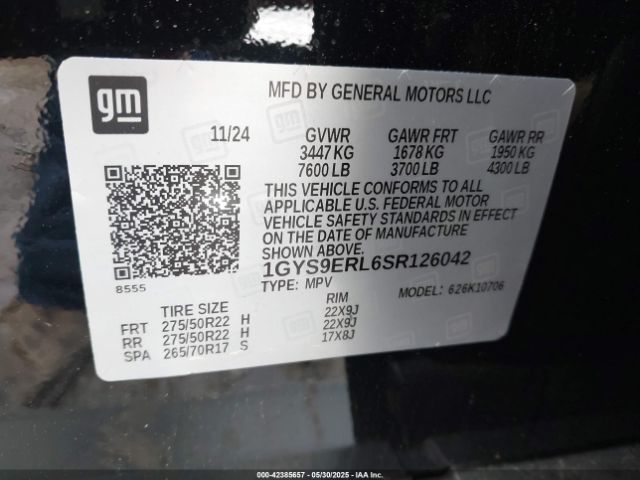 gm
MFD BY GENERAL MOTORS LLC
11/24 GVWR GAWR FRT GAWR RR
3447 KG 1678 KG 1950 KG
7600 LB 3700 LB 4300 LB
THIS VEHICLE CONFORMS TO ALL
APPLICABLE U.S. FEDERAL MOTOR
VEHICLE SAFETY STANDARDS IN EFFECT
ON THE DATE OF MANUFACTURE
SHOWN ABOVE.
1GYS9ERL6SR126042
8555
TYPE: MPV MODEL: 626K10706
TIRE SIZE RIM
FRT 275/50R22 H 22X9J
RR 275/50R22 H 22X9J
SPA 265/70R17 S 17X8J
000-42385657 - 05/30/2025 - IAAI.COM